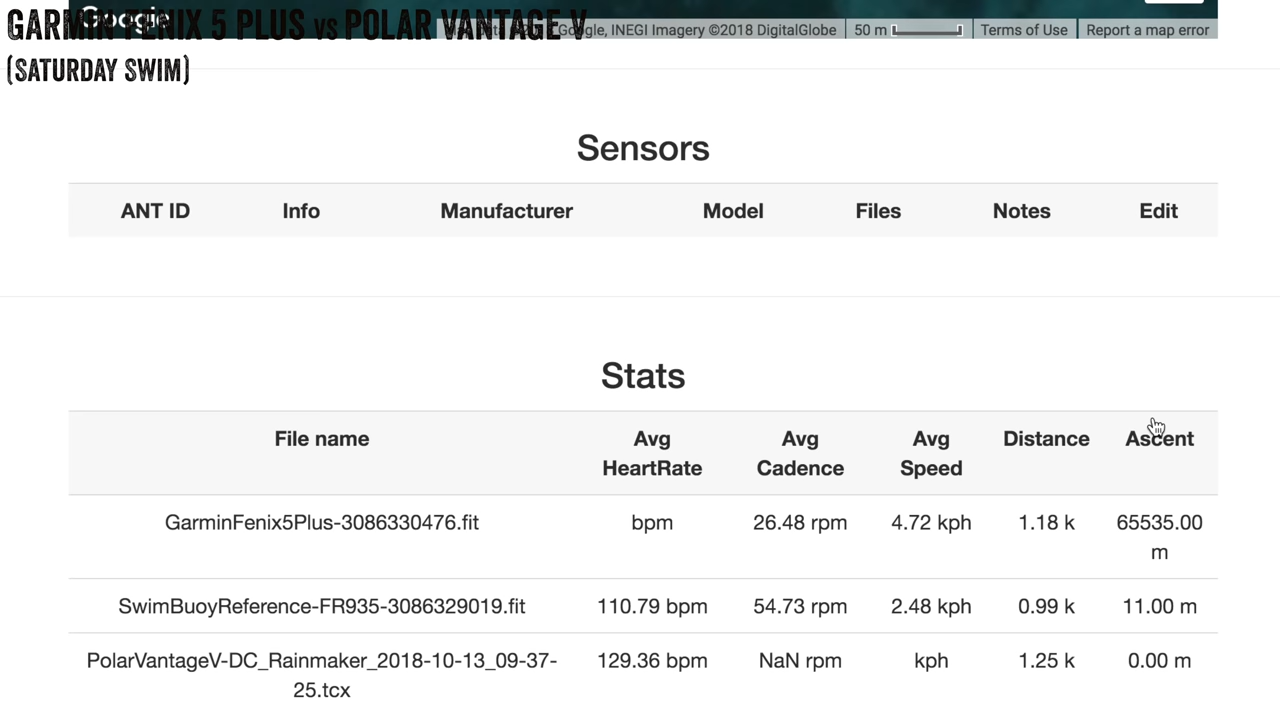 GARMIN FENIX 5 PLUS VS POLAR VANTAGE V
(SATURDAY SWIM)
Google
Google, INEGI Imagery ©2018 DigitalGlobe 50 m Terms of Use Report a map error
Sensors
ANT ID Info Manufacturer Model Files Notes Edit
Stats
File name Avg HeartRate Avg Cadence Avg Speed Distance Ascent
GarminFenix5Plus-3086330476.fit bpm 26.48 rpm 4.72 kph 1.18 k 65535.00 m
SwimBuoyReference-FR935-3086329019.fit 110.79 bpm 54.73 rpm 2.48 kph 0.99 k 11.00 m
PolarVantageV-DC_Rainmaker_2018-10-13_09-37- 129.36 bpm NaN rpm kph 1.25 k 0.00 m
25.tcx